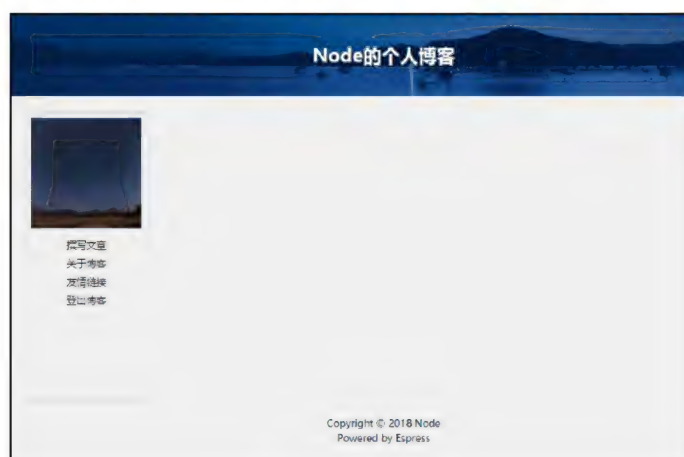 Node的个人博客
撰写文章
关于博客
友情链接
登出博客
Copyright © 2018 Node
Powered by Espress